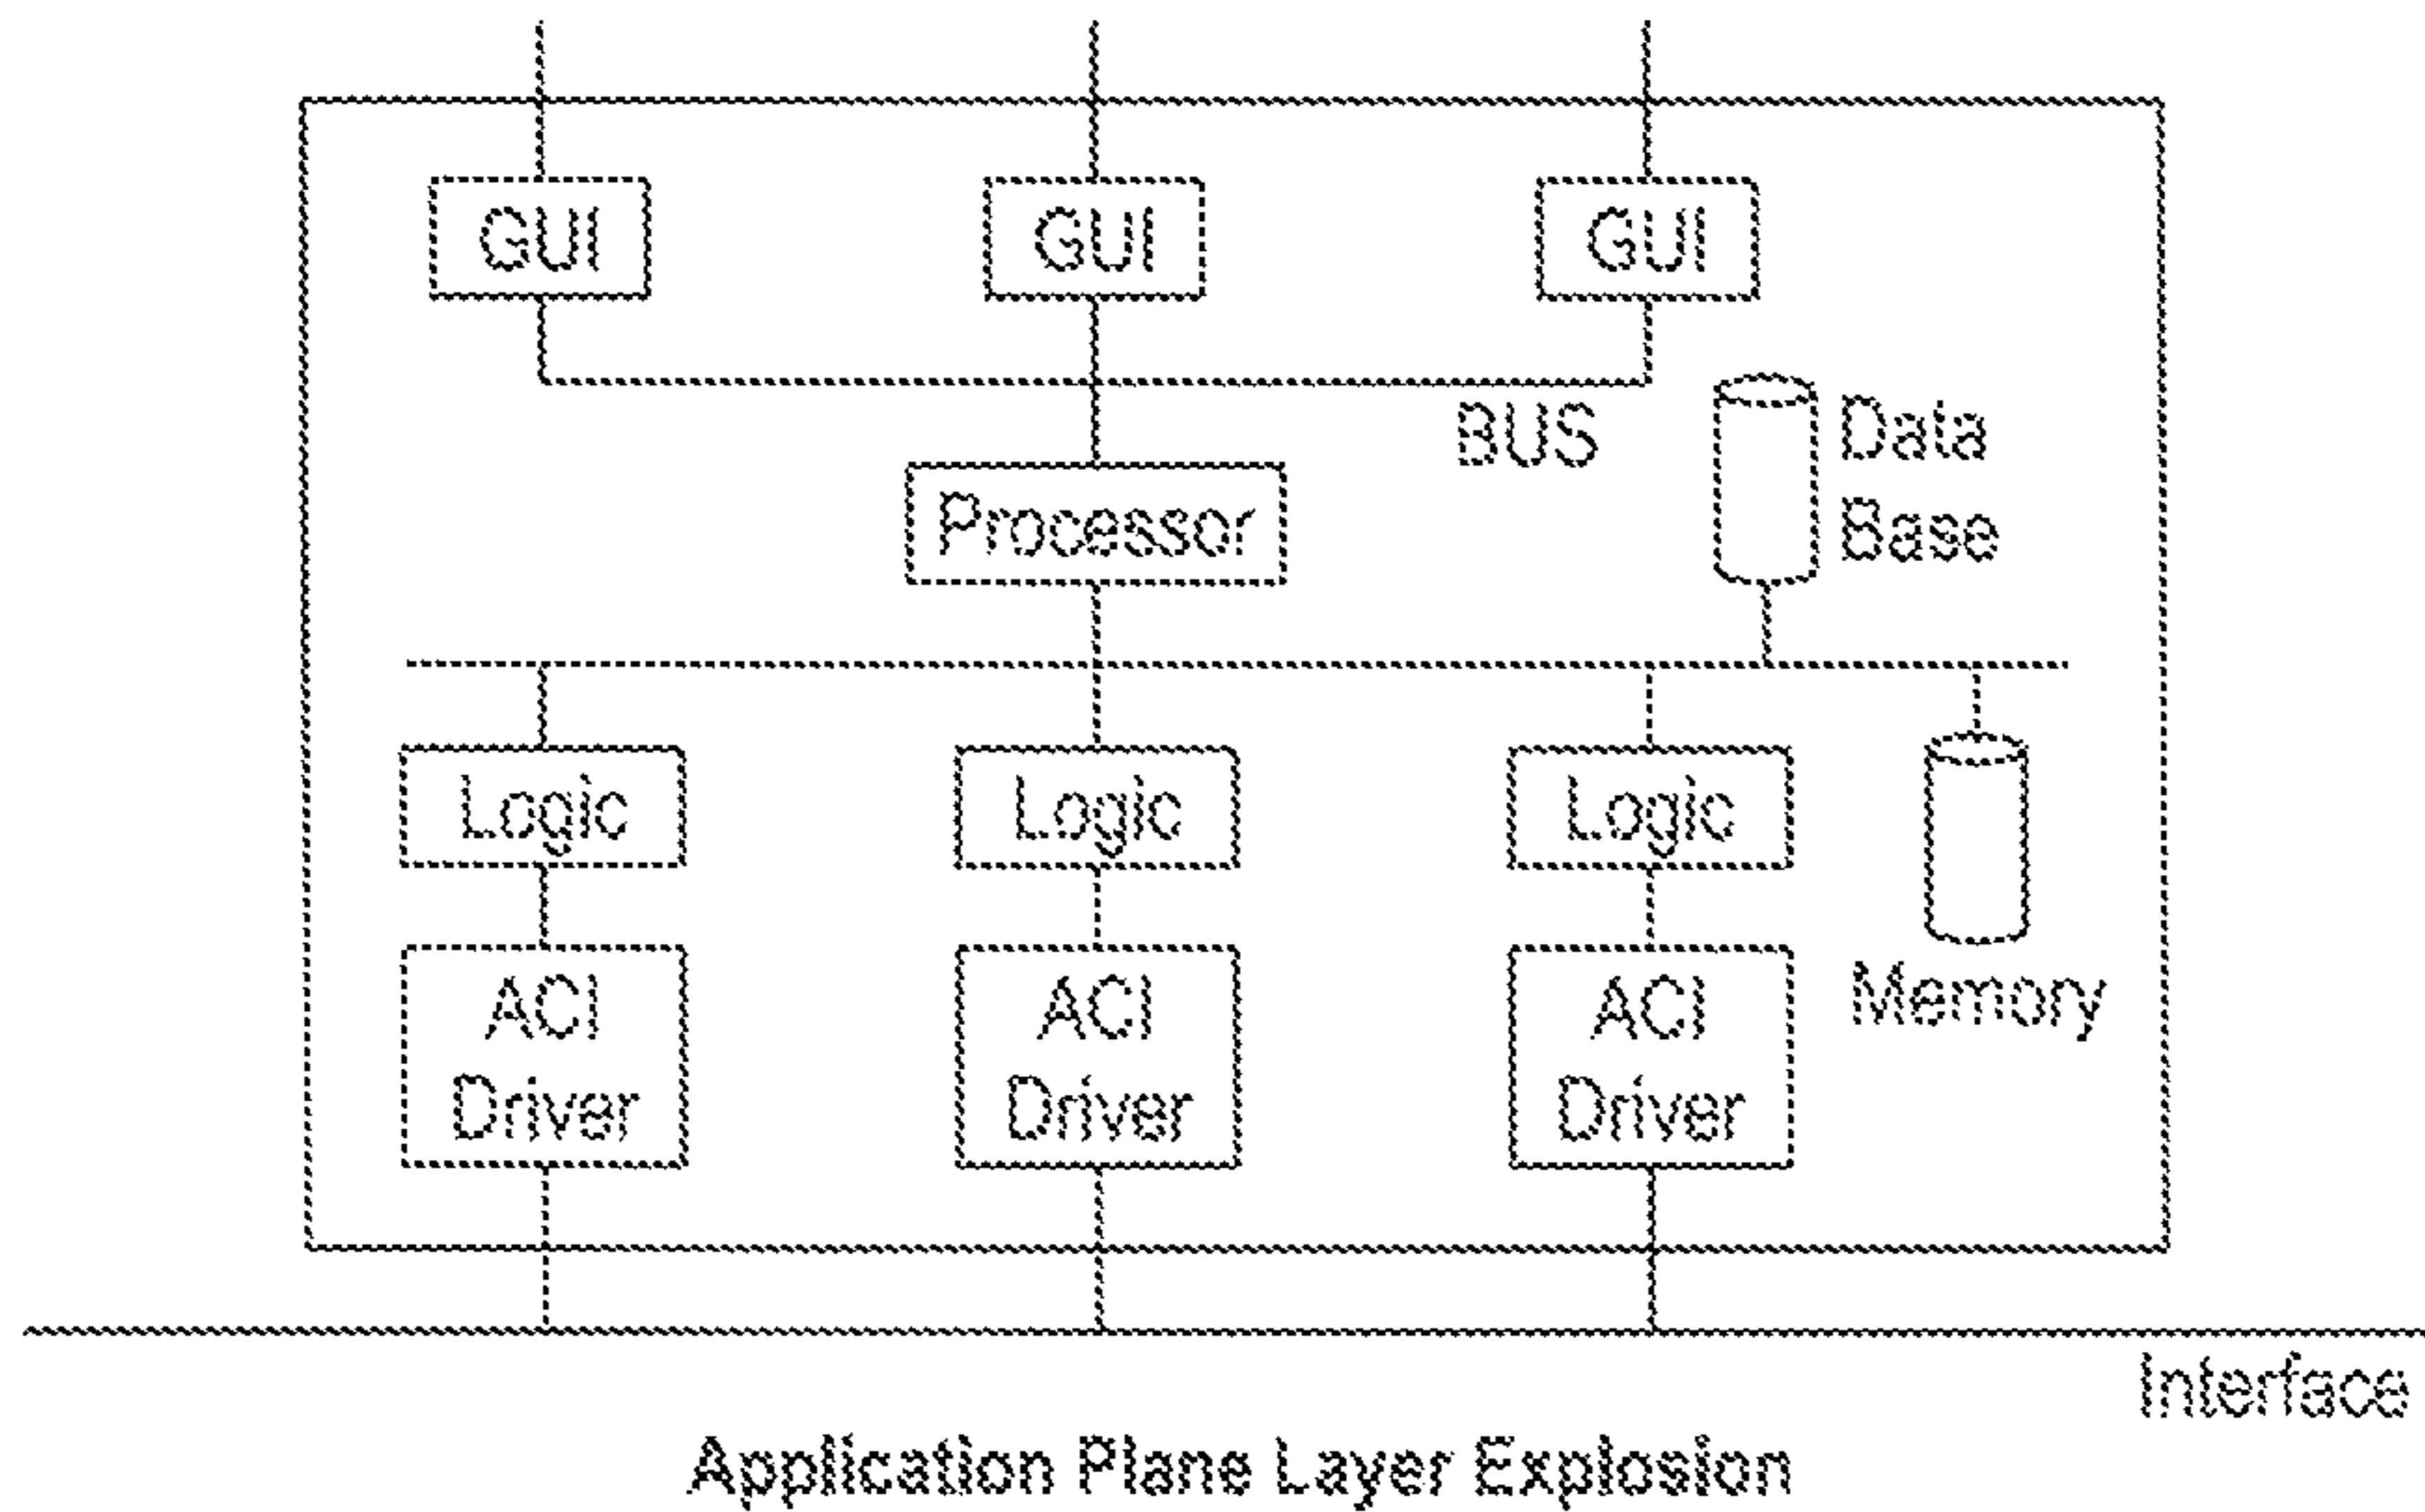 GUI GUI GUI
BUS
Data
Base
Processor
Logic Logic Logic
ACI ACI ACI
Driver Driver Driver
Memory
Interface
Application Plane Layer Explosion